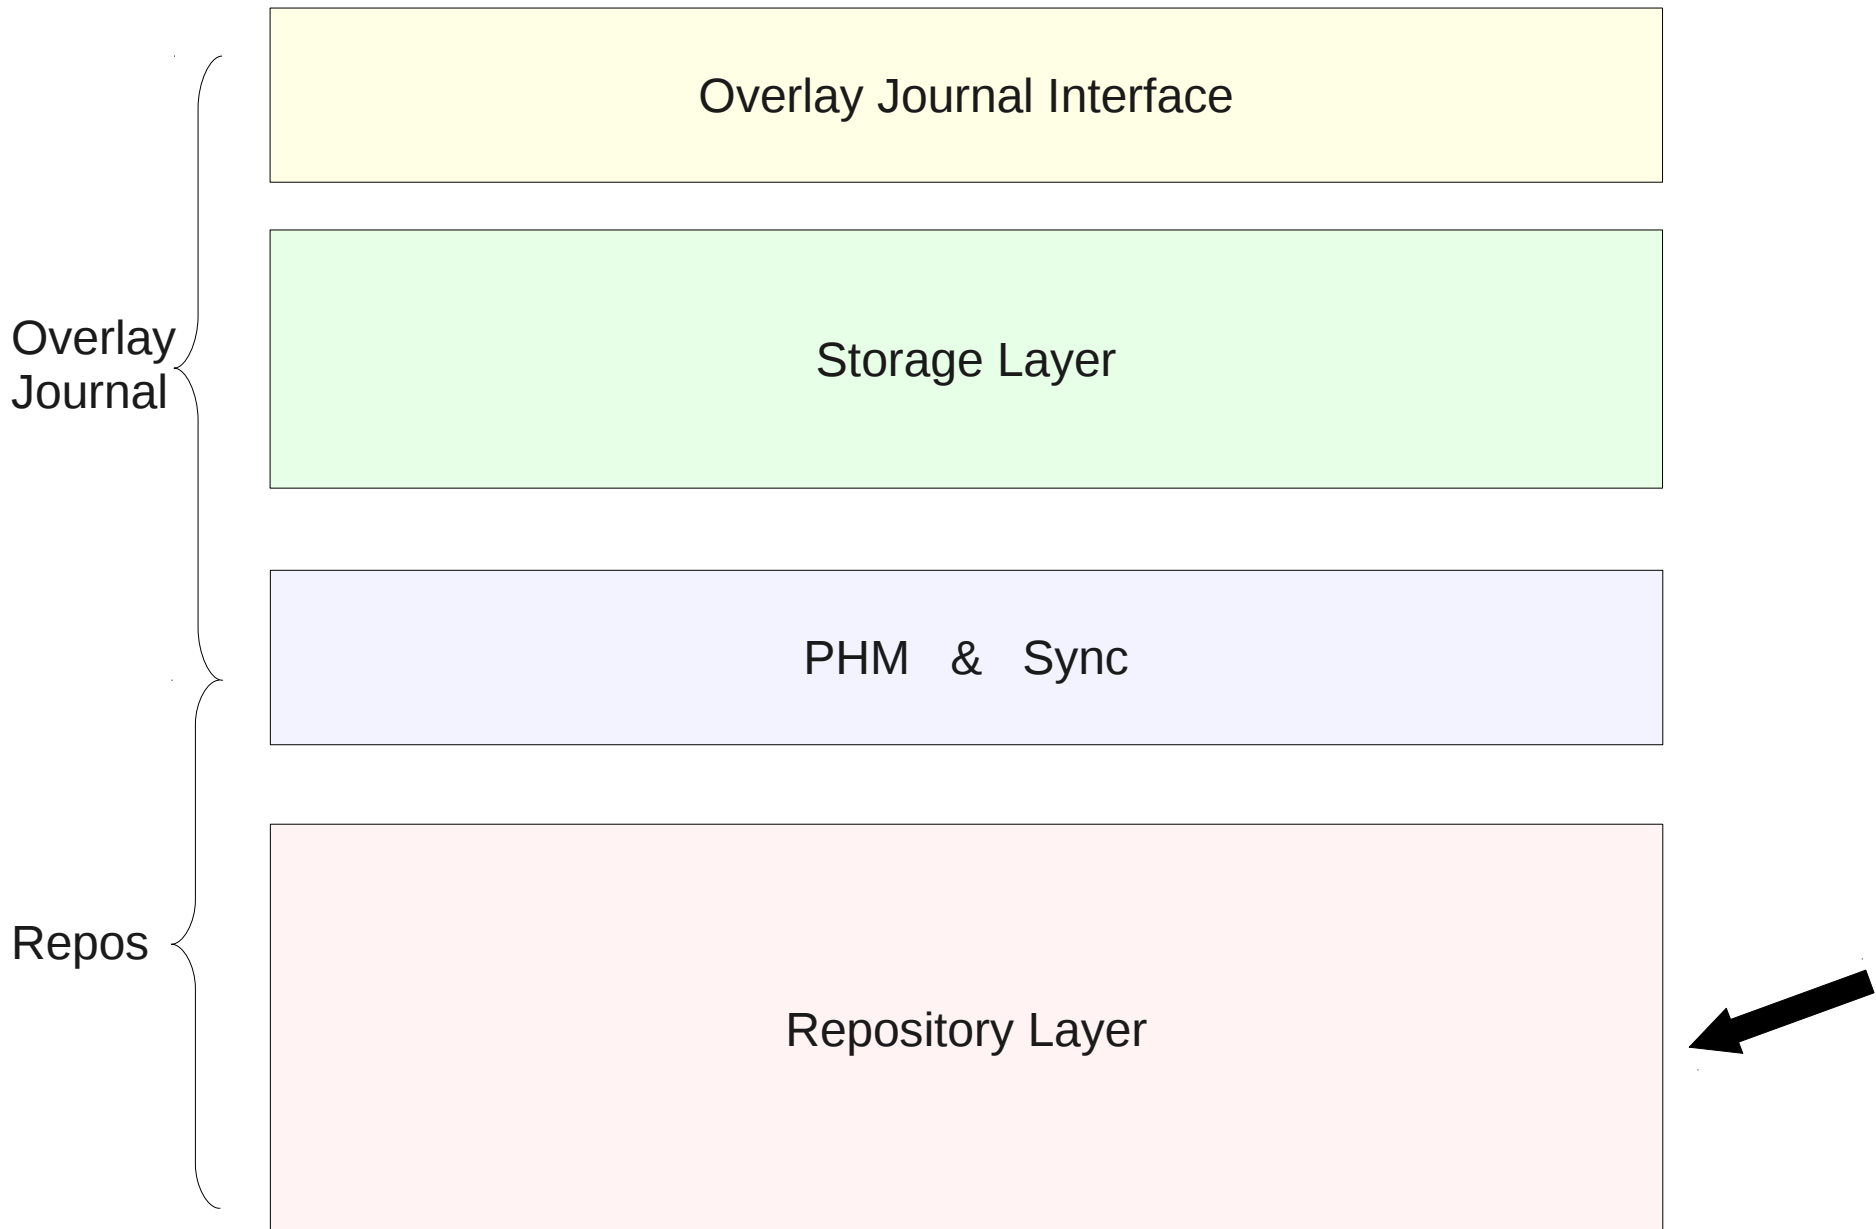 Overlay Journal Interface
Overlay
Journal
Storage Layer
PHM & Sync
Repos
Repository Layer